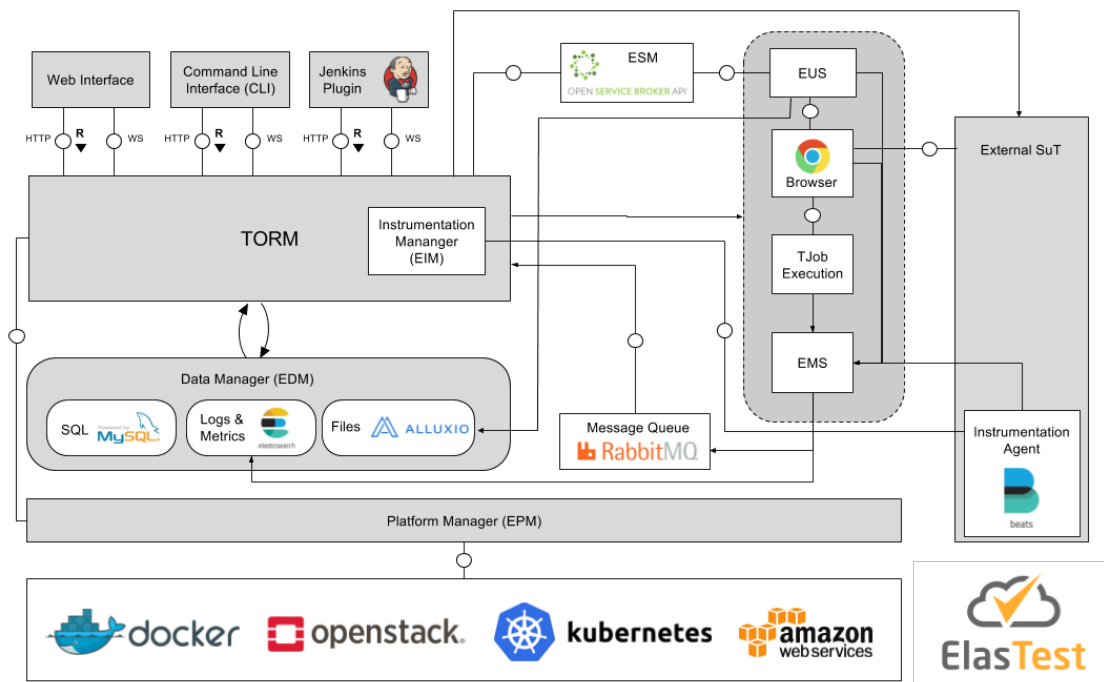 Web Interface
Command Line
Interface (CLI)
Jenkins
Plugin
ESM
OPEN SERVICE BROKER API
EUS
HTTP
R
WS
HTTP
R
WS
HTTP
R
WS
External SuT
Browser
TORM
Instrumentation
Mananger
(EIM)
TJob
Execution
EMS
Data Manager (EDM)
SQL
Powered by
MySQL®
Logs &
Metrics
elasticsearch
Files
ALLUXIO
Message Queue
RabbitMQ
Instrumentation
Agent
beats
Platform Manager (EPM)
docker
openstack.
kubernetes
amazon
web services
ElasTest